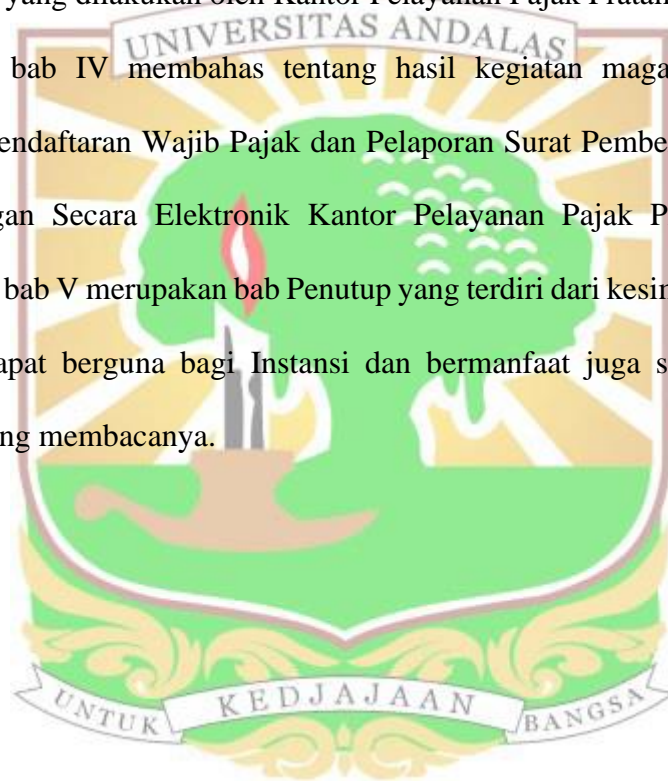 yang dilakukan oleh Kantor Pelayanan Pajak Pratam
UNIVERSITAS ANDALAS
bab IV membahas tentang hasil kegiatan maga
endaftaran Wajib Pajak dan Pelaporan Surat Pembe
gan Secara Elektronik Kantor Pelayanan Pajak P
bab V merupakan bab Penutup yang terdiri dari kesin
apat berguna bagi Instansi dan bermanfaat juga s
ng membacanya.
UNTUK KEDJAJAAN BANGSA